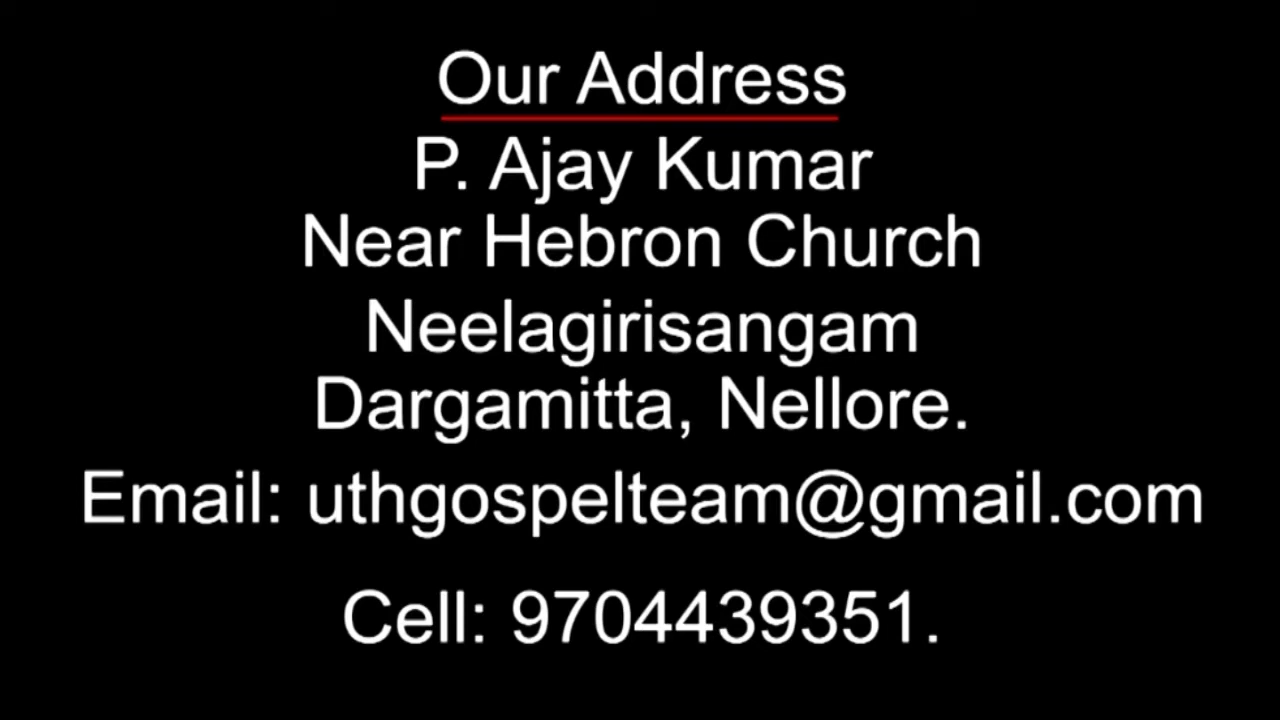 Our Address
P. Ajay Kumar
Near Hebron Church
Neelagirisangam
Dargamitta, Nellore.
Email: uthgospelteam@gmail.com
Cell: 9704439351.